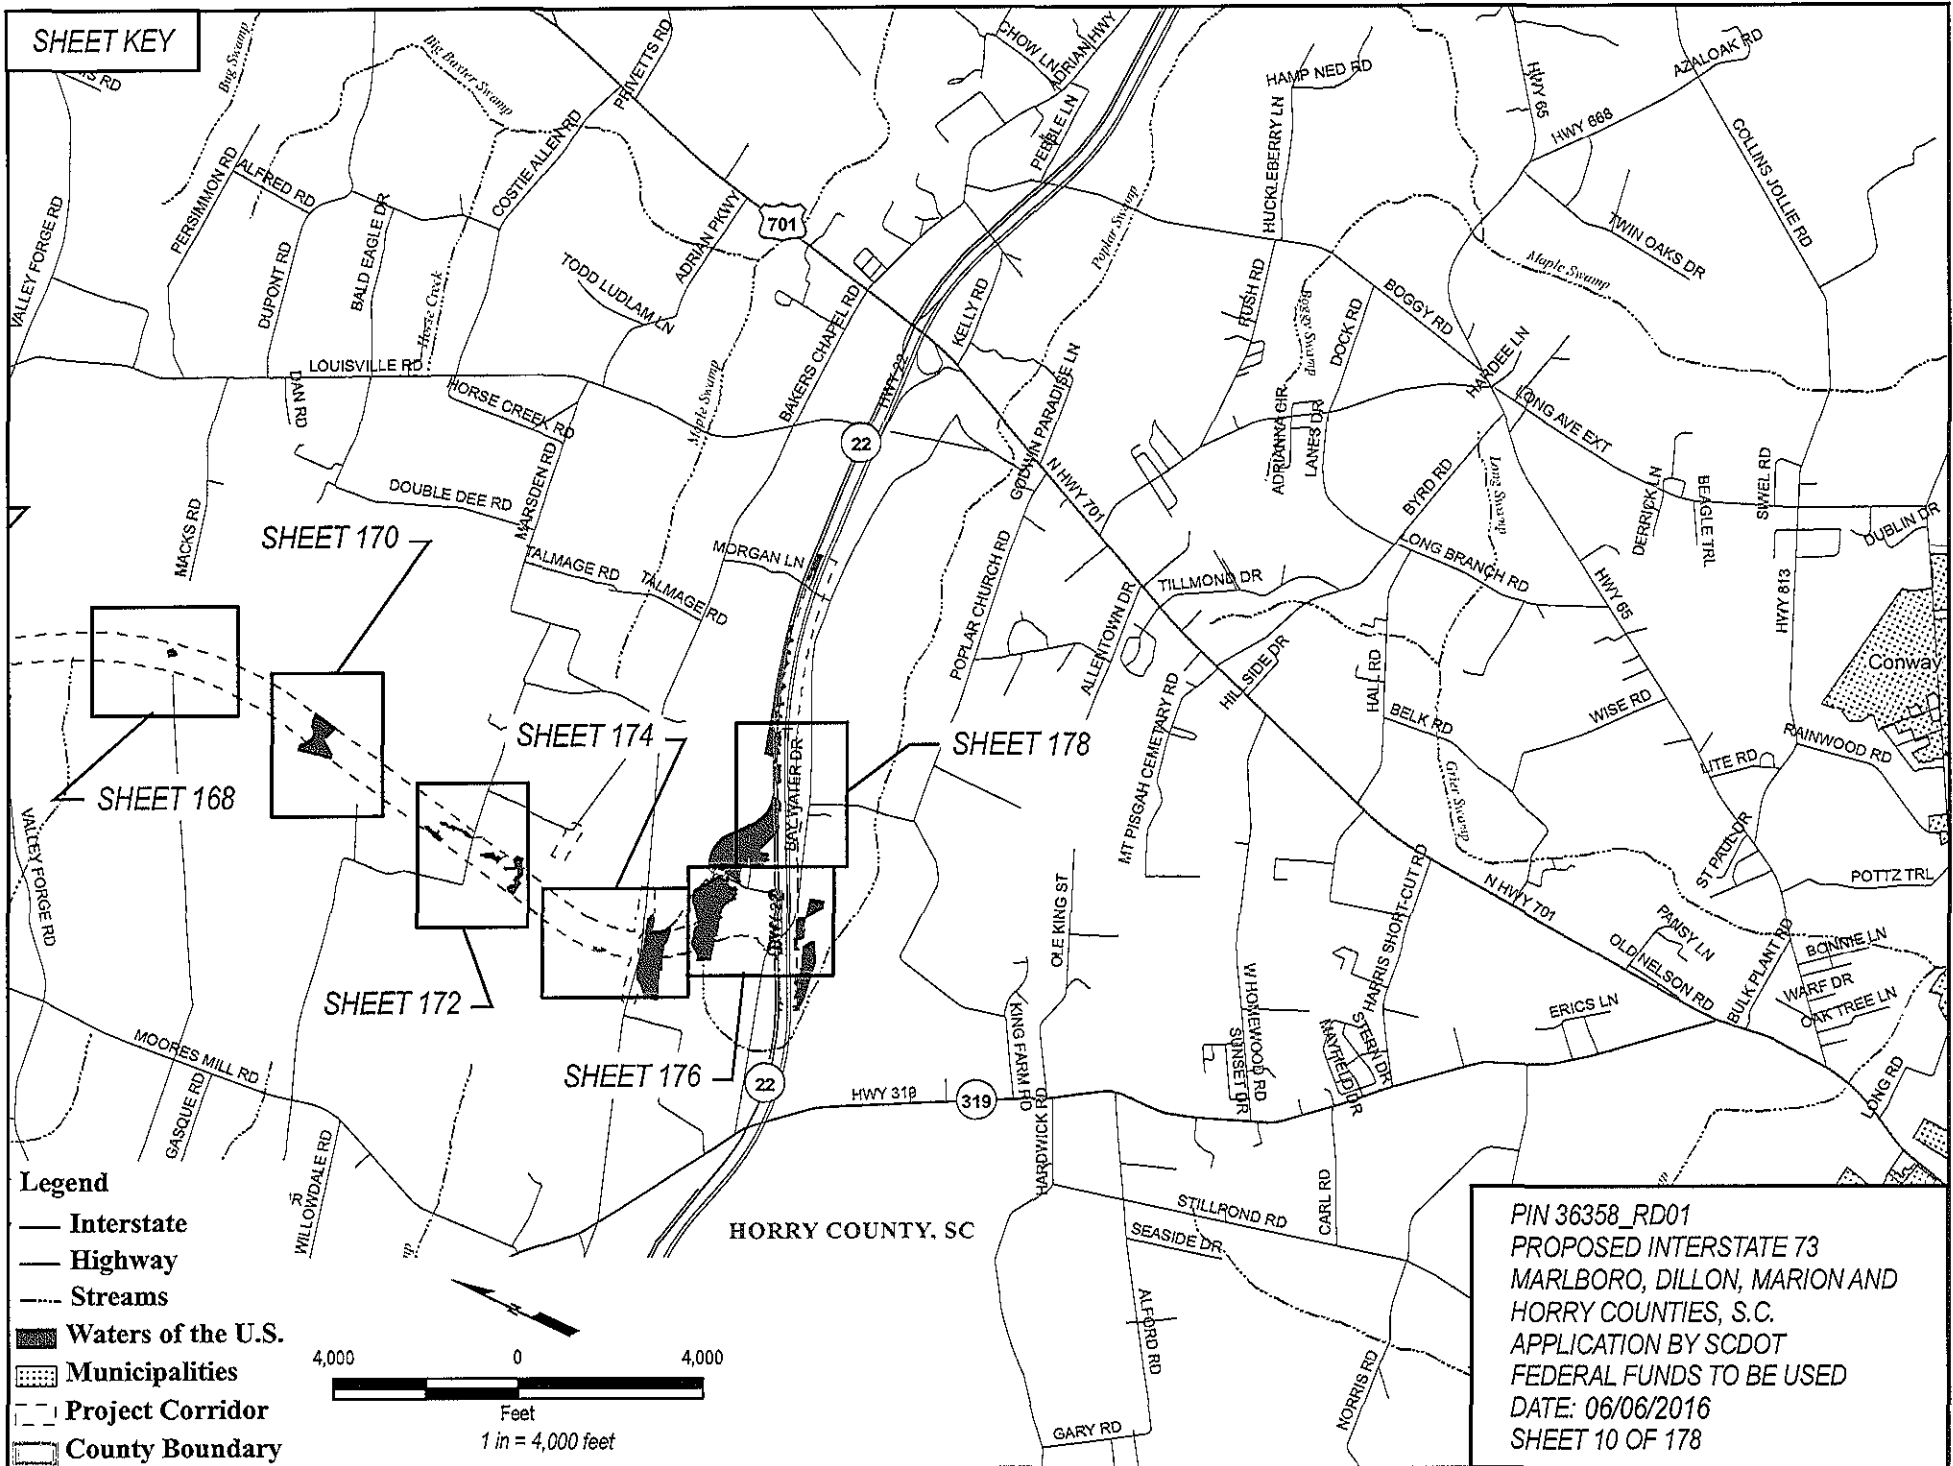 SHEET KEY
Bug Swamp
Big Baxter Swamp
PRIVETTS RD
CHOW LN
ADRIAN HWY
HAMP NED RD
HWY 65
AZALOAK RD
HWY 668
COLLINS JOLLIE RD
PEBBLE LN
HUCKLEBERRY LN
COSTIE ALLEN RD
PERSIMMON RD
ALFRED RD
VALLEY FORGE RD
DUPONT RD
BALD EAGLE DR
Horse Creek
TODD LUDLAM LN
ADRIAN PKWY
701
Poplar Swamp
TWIN OAKS DR
Maple Swamp
KELLY RD
RUSH RD
Boggy Swamp
DOCK RD
BOGGY RD
LOUISVILLE RD
DAN RD
HORSE CREEK RD
Maple Swamp
BAKERS CHAPEL RD
HWY 22
22
GODWIN PARADISE LN
HARDEE LN
LONG AVE EXT
ADRIANNA CIR
LANES DR
MARSDEN RD
DOUBLE DEE RD
MACKS RD
N HWY 701
BYRD RD
Long Swamp
DERRICK LN
BEAGLE TRL
SIWEL RD
DUBLIN DR
SHEET 170
TALMAGE RD
TALMAGE RD
MORGAN LN
POPLAR CHURCH RD
TILLMOND DR
ALLENTOWN DR
LONG BRANCH RD
HWY 65
HWY 813
Conway
HILLSIDE DR
HALL RD
BELK RD
WISE RD
RAINWOOD RD
LITE RD
SHEET 174
SHEET 178
BAYWATER DR
MT PISGAH CEMETARY RD
Grier Swamp
SHEET 168
VALLEY FORGE RD
ST PAUL DR
POTTZ TRL
HWY 22
OLE KING ST
HARRIS SHORT-CUT RD
N HWY 701
PANSY LN
OLD NELSON RD
BULK PLANT RD
BONNIE LN
WARF DR
OAK TREE LN
SHEET 172
MOORES MILL RD
GASQUE RD
SHEET 176
22
HWY 319
319
KING FARM RD
HARDWICK RD
SUNSET DR
W HOMEWOOD RD
MAYFIELD DR
STERN DR
ERICS LN
LONG RD
WILLOWDALE RD
STILLPOND RD
CARL RD
SEASIDE DR
ALFORD RD
NORRIS RD
GARY RD
HORRY COUNTY, SC
Legend
Interstate
Highway
Streams
Waters of the U.S.
Municipalities
Project Corridor
County Boundary
N
4,000 0 4,000
Feet
1 in = 4,000 feet
PIN 36358_RD01
PROPOSED INTERSTATE 73
MARLBORO, DILLON, MARION AND
HORRY COUNTIES, S.C.
APPLICATION BY SCDOT
FEDERAL FUNDS TO BE USED
DATE: 06/06/2016
SHEET 10 OF 178